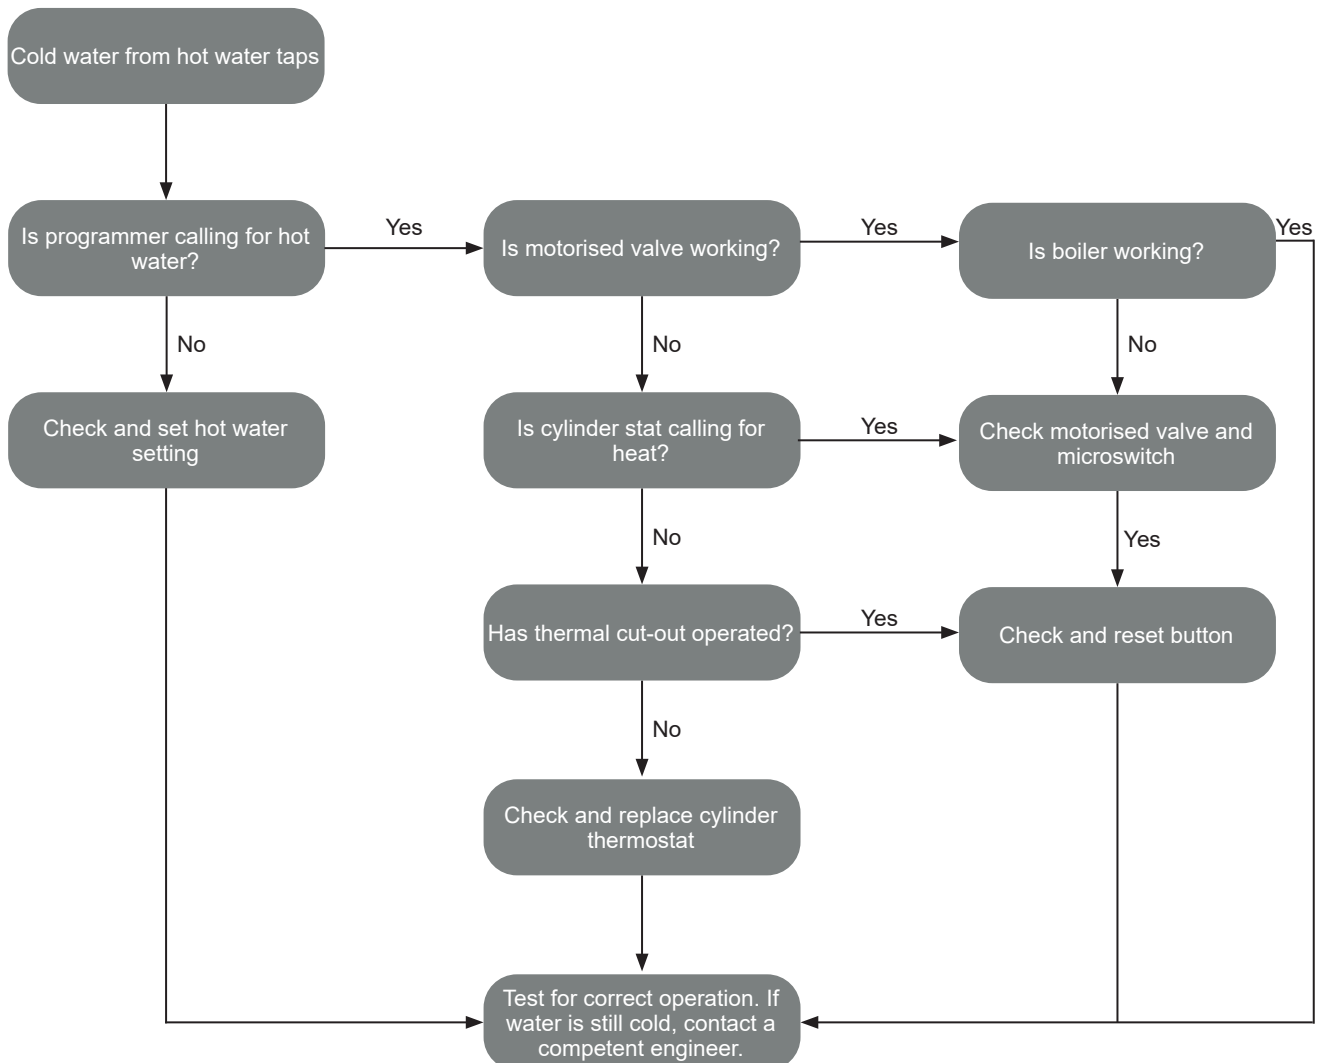 Cold water from hot water taps
Is programmer calling for hot
water?
Yes
Is motorised valve working?
Yes
Is boiler working?
Yes
No
No
No
Check and set hot water
setting
Is cylinder stat calling for
heat?
Yes
Check motorised valve and
microswitch
No
Yes
Has thermal cut-out operated?
Yes
Check and reset button
No
Check and replace cylinder
thermostat
Test for correct operation. If
water is still cold, contact a
competent engineer.